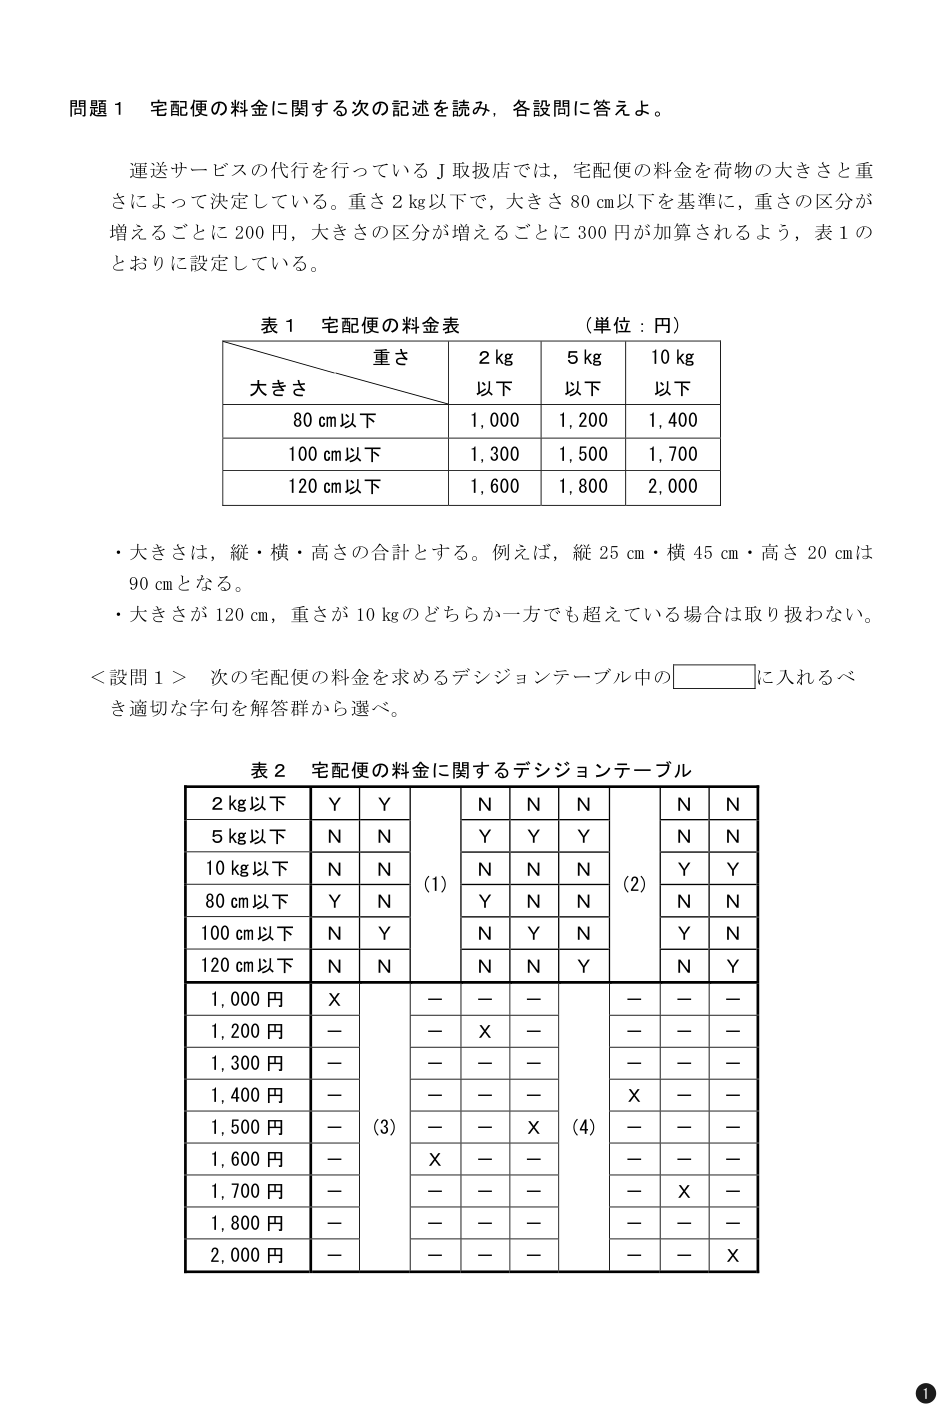 問題１　宅配便の料金に関する次の記述を読み，各設問に答えよ。
運送サービスの代行を行っているＪ取扱店では，宅配便の料金を荷物の大きさと重
さによって決定している。重さ２㎏以下で，大きさ 80 ㎝以下を基準に，重さの区分が
増えるごとに 200 円，大きさの区分が増えるごとに 300 円が加算されるよう，表１の
とおりに設定している。
表１　宅配便の料金表　（単位：円）
重さ　２㎏　５㎏　10 ㎏
大きさ　以下　以下　以下
80 ㎝以下　1,000　1,200　1,400
100 ㎝以下　1,300　1,500　1,700
120 ㎝以下　1,600　1,800　2,000
・大きさは，縦・横・高さの合計とする。例えば，縦 25 ㎝・横 45 ㎝・高さ 20 ㎝は
90 ㎝となる。
・大きさが 120 ㎝，重さが 10 ㎏のどちらか一方でも超えている場合は取り扱わない。
＜設問１＞　次の宅配便の料金を求めるデシジョンテーブル中の　に入れるべ
き適切な字句を解答群から選べ。
表２　宅配便の料金に関するデシジョンテーブル
２㎏以下　Y　Y　N　N　N　N　N
５㎏以下　N　N　Y　Y　Y　N　N
10 ㎏以下　N　N　N　N　N　Y　Y
(1)　(2)
80 ㎝以下　Y　N　Y　N　N　N　N
100 ㎝以下　N　Y　N　Y　N　Y　N
120 ㎝以下　N　N　N　N　Y　N　Y
1,000 円　X　－　－　－　－　－　－
1,200 円　－　－　X　－　－　－　－
1,300 円　－　－　－　－　－　－　－
1,400 円　－　－　－　－　X　－　－
1,500 円　－　(3)　－　－　X　(4)　－　－　－
1,600 円　－　X　－　－　－　－　－
1,700 円　－　－　－　－　－　X　－
1,800 円　－　－　－　－　－　－　－
2,000 円　－　－　－　－　－　－　X
1